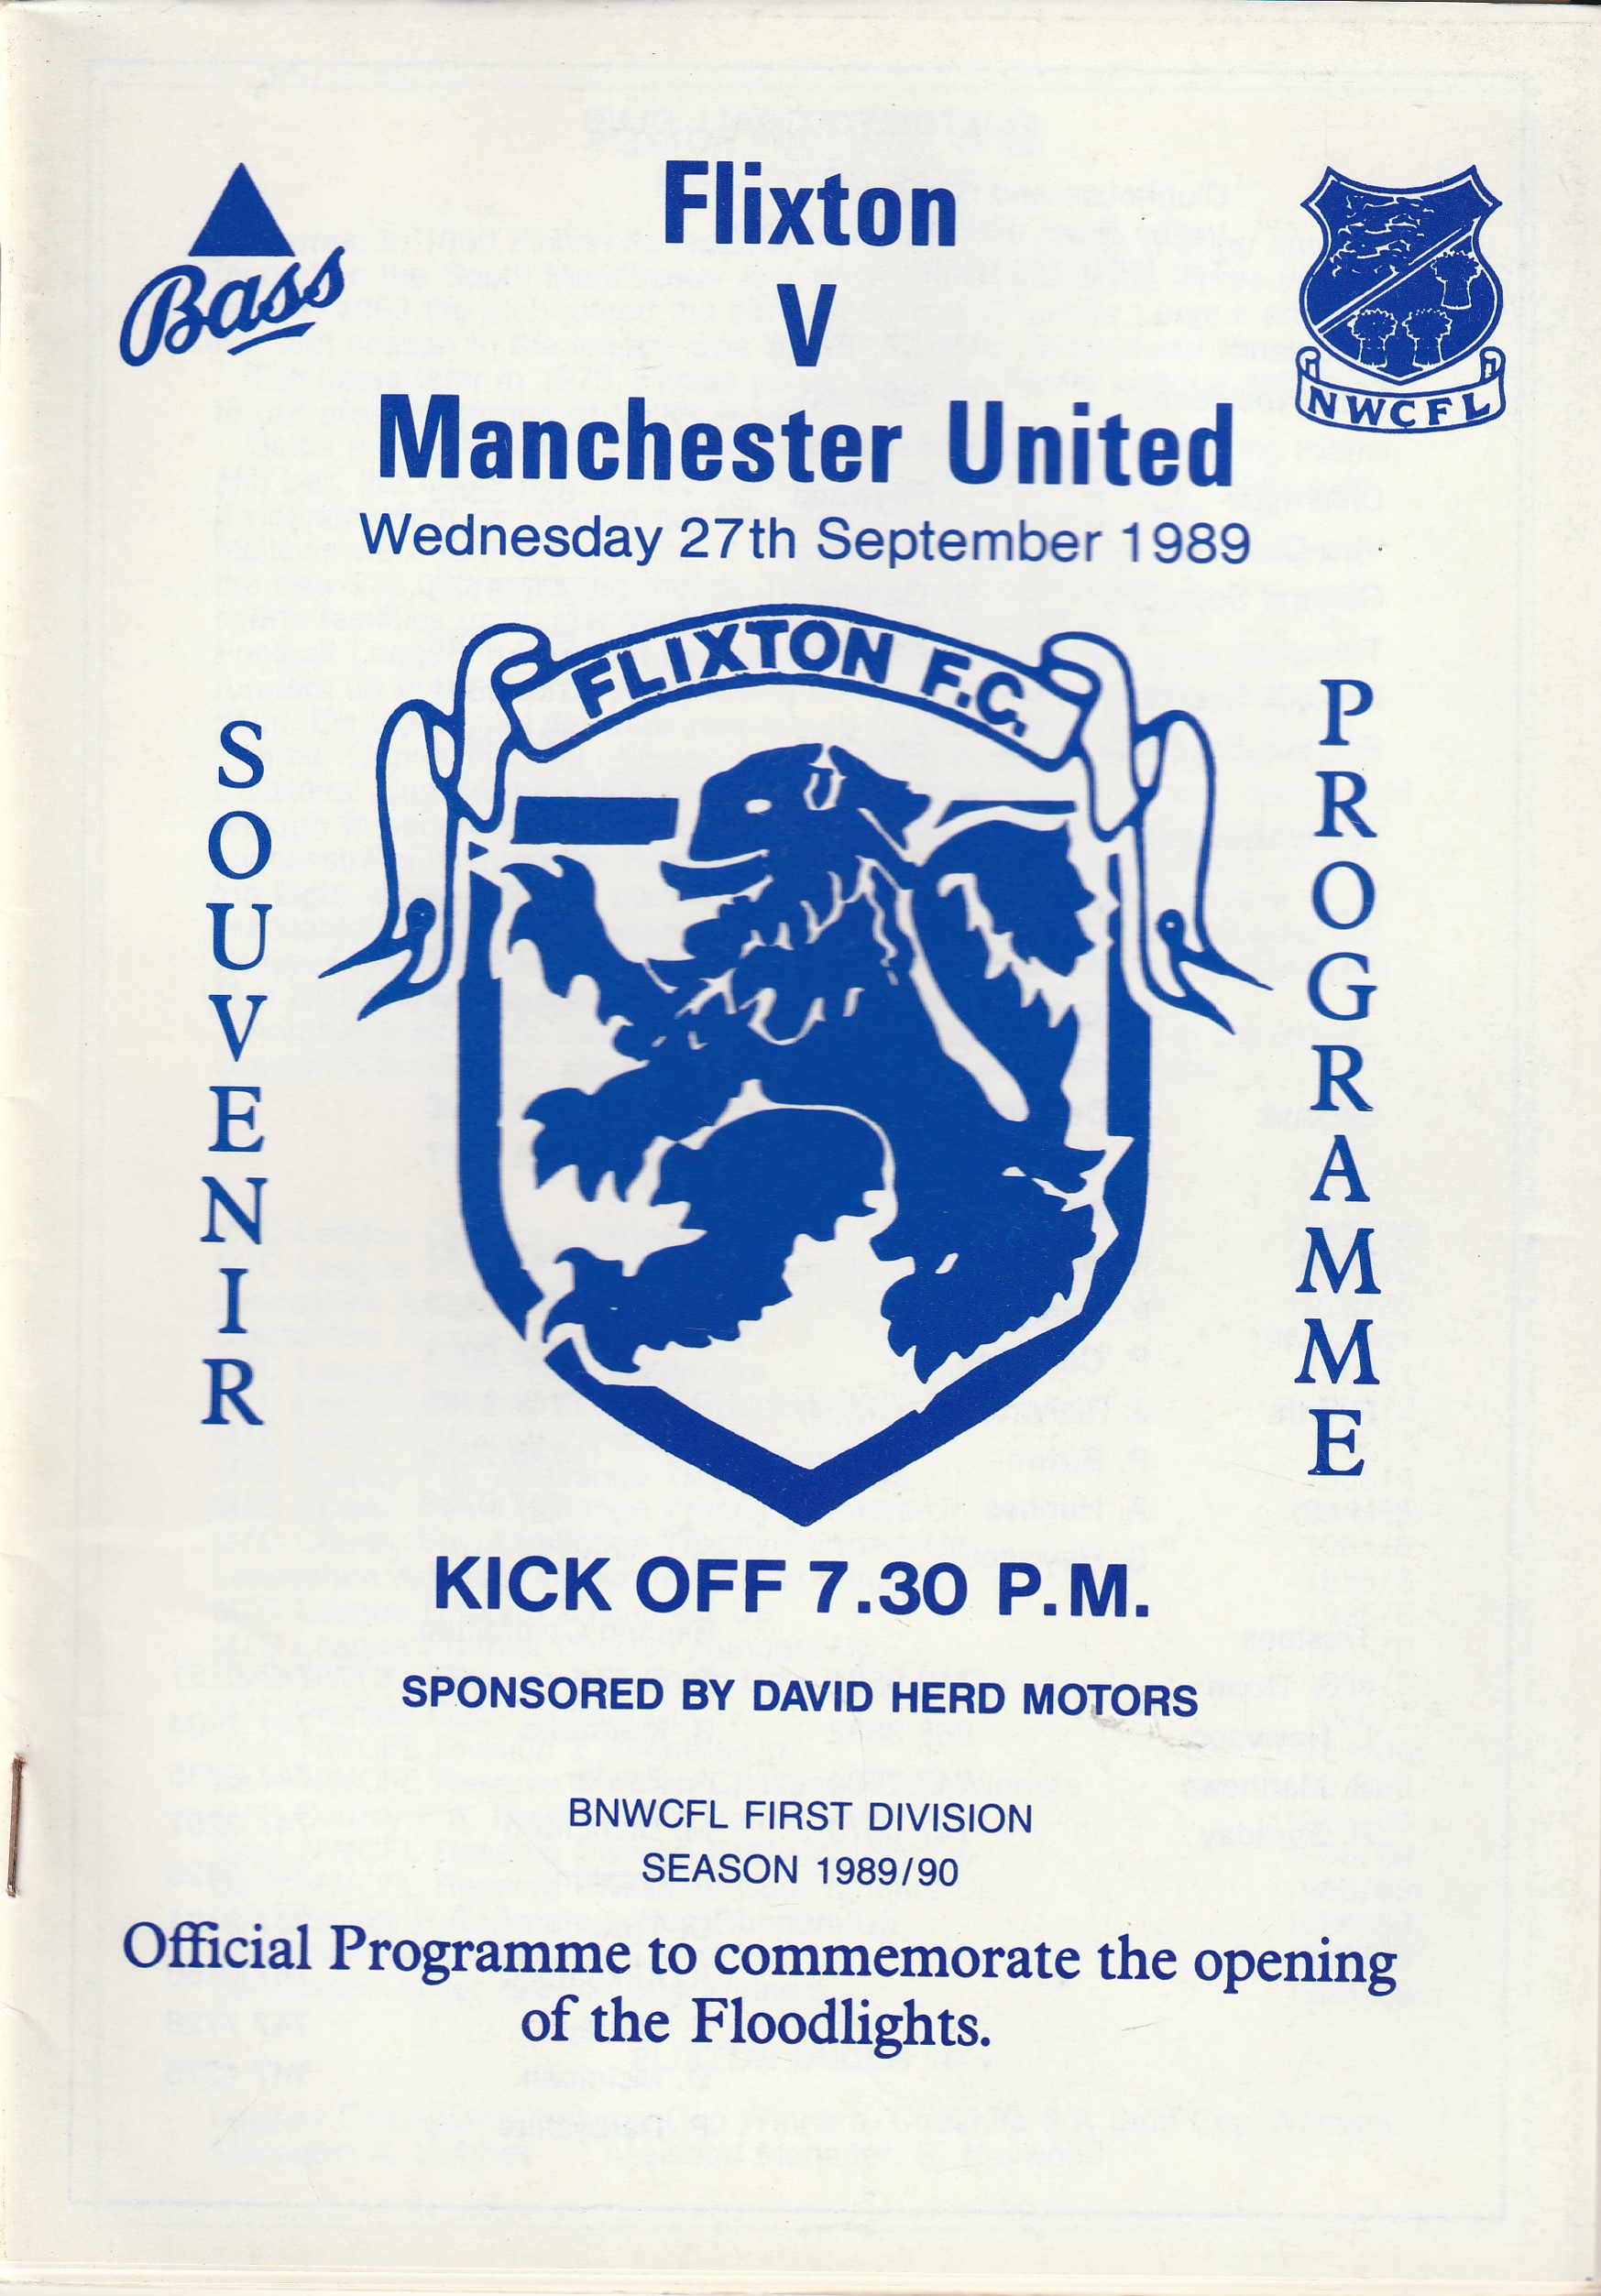 Bass
Flixton
V
Manchester United
Wednesday 27th September 1989
NWCFL
FLIXTON F.C.
SOUVENIR
PROGRAMME
KICK OFF 7.30 P.M.
SPONSORED BY DAVID HERD MOTORS
BNWCFL FIRST DIVISION
SEASON 1989/90
Official Programme to commemorate the opening
of the Floodlights.